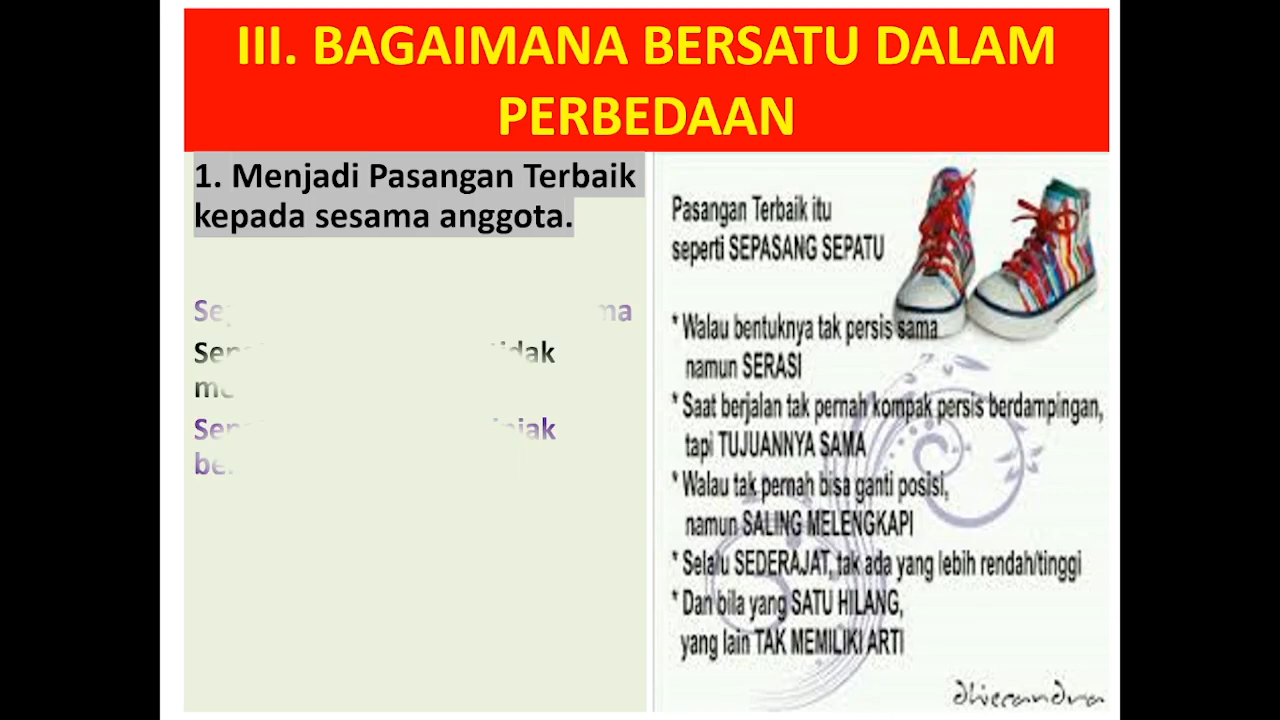 III. BAGAIMANA BERSATU DALAM
PERBEDAAN
1. Menjadi Pasangan Terbaik
kepada sesama anggota.
Pasangan Terbaik itu
seperti SEPASANG SEPATU
* Walau bentuknya tak persis sama
namun SERASI
* Saat berjalan tak pernah kompak persis berdampingan,
tapi TUJUANNYA SAMA
* Walau tak pernah bisa ganti posisi,
namun SALING MELENGKAPI
* Selalu SEDERAJAT, tak ada yang lebih rendah/tinggi
* Dan bila yang SATU HILANG,
yang lain TAK MEMILIKI ARTI